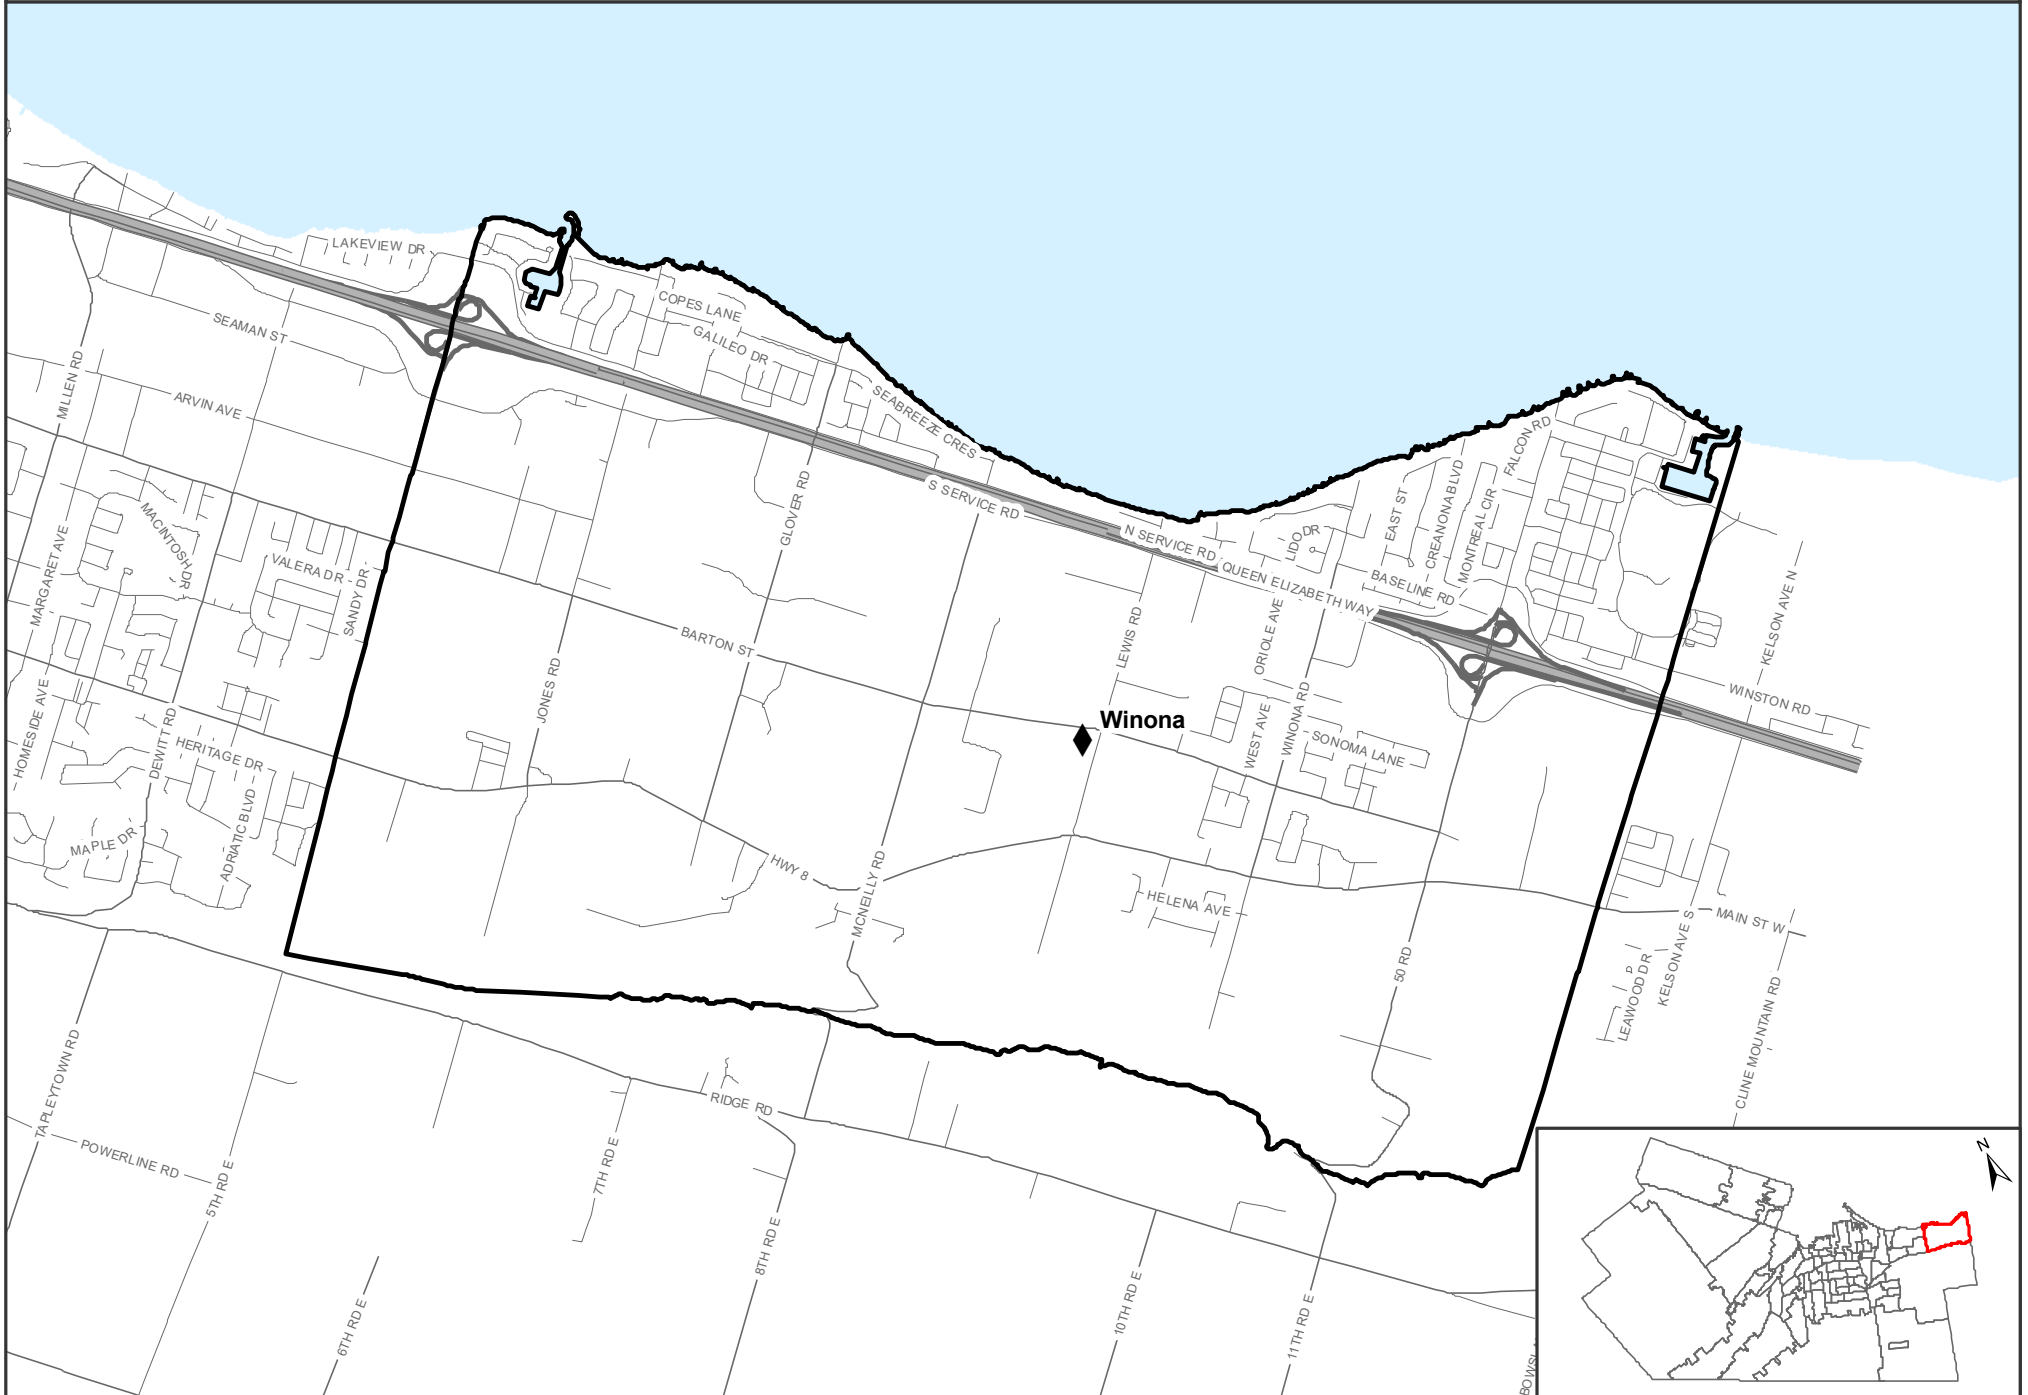 LAKEVIEW DR
COPES LANE
GALILEO DR
SEAMAN ST
MILLEN RD
ARVIN AVE
SEABREEZE CRES
S SERVICE RD
GLOVER RD
N SERVICE RD
QUEEN ELIZABETH WAY
LIDO DR
EAST ST
CREANONA BLVD
MONTREAL CIR
FALCON RD
BASELINE RD
MACINTOSH DR
MARGARET AVE
VALERA DR
SANDY DR
BARTON ST
JONES RD
LEWIS RD
ORIOLE AVE
WINONA RD
WEST AVE
KELSON AVE N
WINSTON RD
Winona
SONOMA LANE
HOMESIDE AVE
DEWITT RD
HERITAGE DR
ADRIATIC BLVD
MAPLE DR
HWY 8
MCNEILLY RD
HELENA AVE
50 RD
MAIN ST W
KELSON AVE S
LEAWOOD DR
P
CLINE MOUNTAIN RD
TAPLEYTOWN RD
POWERLINE RD
5TH RD E
6TH RD E
7TH RD E
RIDGE RD
8TH RD E
10TH RD E
11TH RD E
N